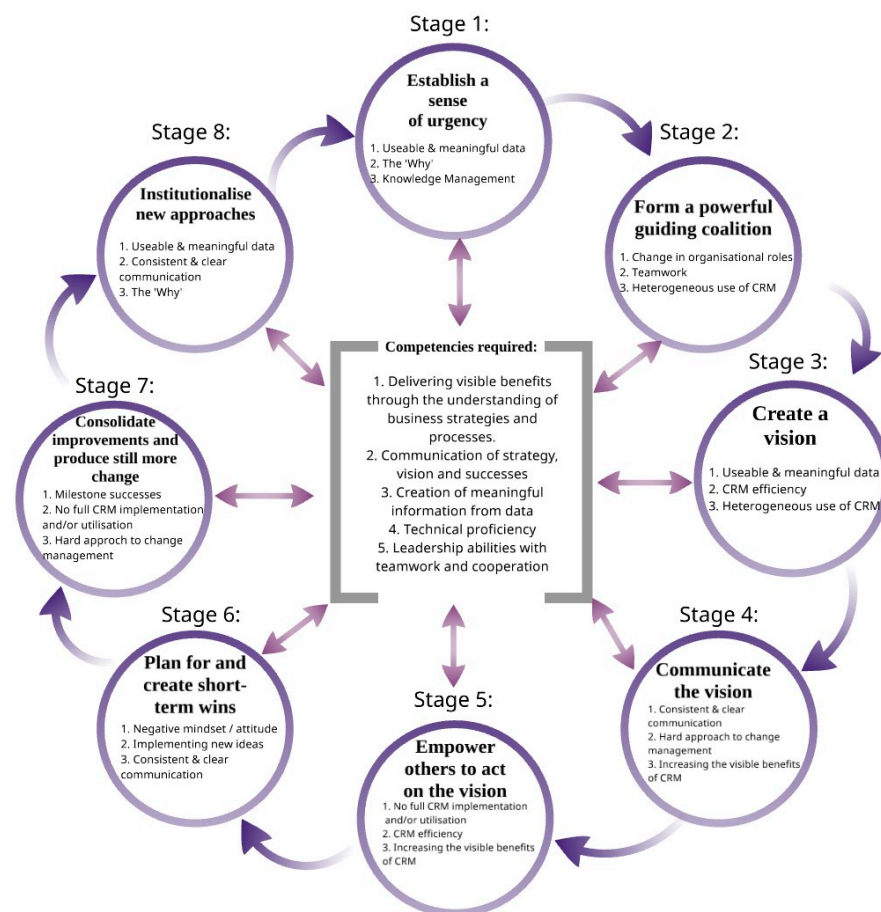 Stage 1:
Establish a
sense
of urgency
1. Useable & meaningful data
2. The 'Why'
3. Knowledge Management
Stage 2:
Form a powerful
guiding coalition
1. Change in organisational roles
2. Teamwork
3. Heterogeneous use of CRM
Stage 3:
Create a
vision
1. Useable & meaningful data
2. CRM efficiency
3. Heterogeneous use of CRM
Stage 4:
Communicate
the vision
1. Consistent & clear
communication
2. Hard approach to change
management
3. Increasing the visible benefits
of CRM
Stage 5:
Empower
others to act
on the vision
1. No full CRM implementation
and/or utilisation
2. CRM efficiency
3. Increasing the visible benefits
of CRM
Stage 6:
Plan for and
create short-
term wins
1. Negative mindset / attitude
2. Implementing new ideas
3. Consistent & clear
communication
Stage 7:
Consolidate
improvements and
produce still more
change
1. Milestone successes
2. No full CRM implementation
and/or utilisation
3. Hard approch to change
management
Stage 8:
Institutionalise
new approaches
1. Useable & meaningful data
2. Consistent & clear
communication
3. The 'Why'
Competencies required:
1. Delivering visible benefits
through the understanding of
business strategies and
processes.
2. Communication of strategy,
vision and successes
3. Creation of meaningful
information from data
4. Technical proficiency
5. Leadership abilities with
teamwork and cooperation